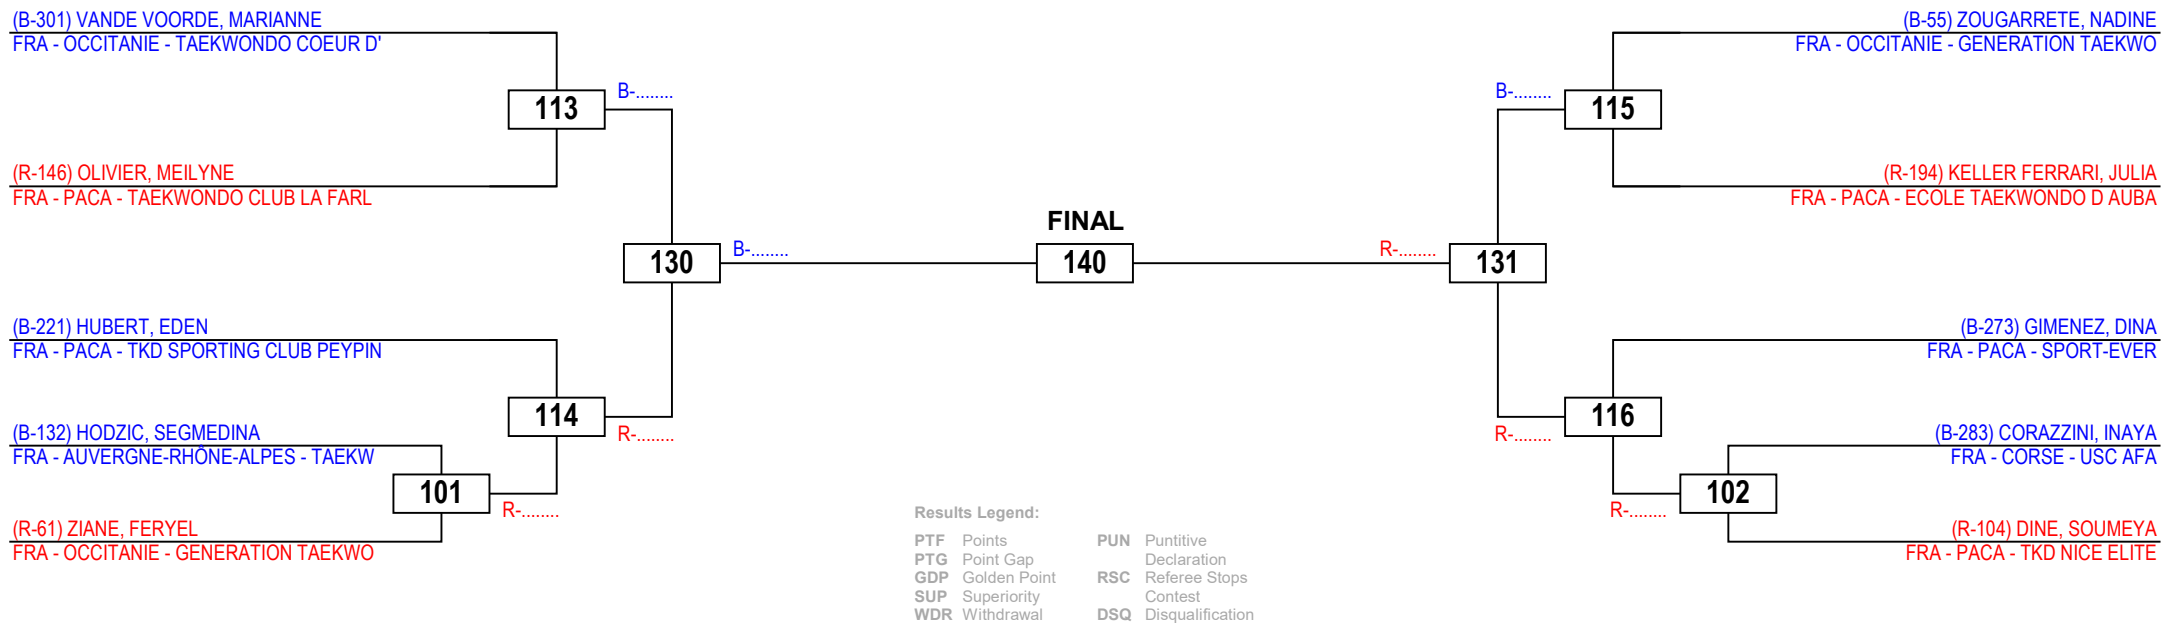 (B-301) VANDE VOORDE, MARIANNE
FRA - OCCITANIE - TAEKWONDO COEUR D'
113
B-........
(R-146) OLIVIER, MEILYNE
FRA - PACA - TAEKWONDO CLUB LA FARL
130
B-........
(B-221) HUBERT, EDEN
FRA - PACA - TKD SPORTING CLUB PEYPIN
114
R-........
(B-132) HODZIC, SEGMEDINA
FRA - AUVERGNE-RHÔNE-ALPES - TAEKW
101
R-........
(R-61) ZIANE, FERYEL
FRA - OCCITANIE - GENERATION TAEKWO
FINAL
140
(B-55) ZOUGARRETE, NADINE
FRA - OCCITANIE - GENERATION TAEKWO
B-........
115
(R-194) KELLER FERRARI, JULIA
FRA - PACA - ECOLE TAEKWONDO D AUBA
R-........
131
(B-273) GIMENEZ, DINA
FRA - PACA - SPORT-EVER
116
R-........
(B-283) CORAZZINI, INAYA
FRA - CORSE - USC AFA
102
R-........
(R-104) DINE, SOUMEYA
FRA - PACA - TKD NICE ELITE
Results Legend:
PTF Points
PTG Point Gap
GDP Golden Point
SUP Superiority
WDR Withdrawal
PUN Puntitive
Declaration
RSC Referee Stops
Contest
DSQ Disqualification